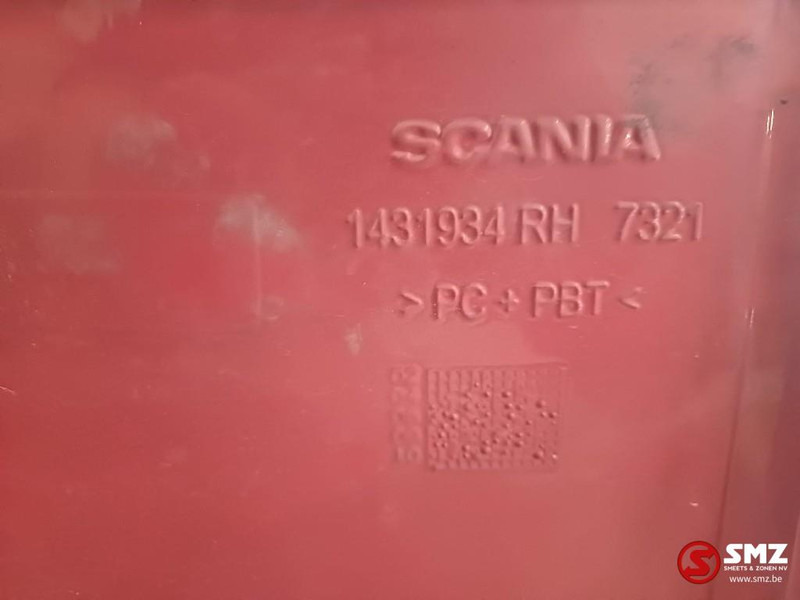 SCANIA
1431934 RH 7321
>PC + PBT<
SMZ
SMEETS & ZONEN NV
www.smz.be